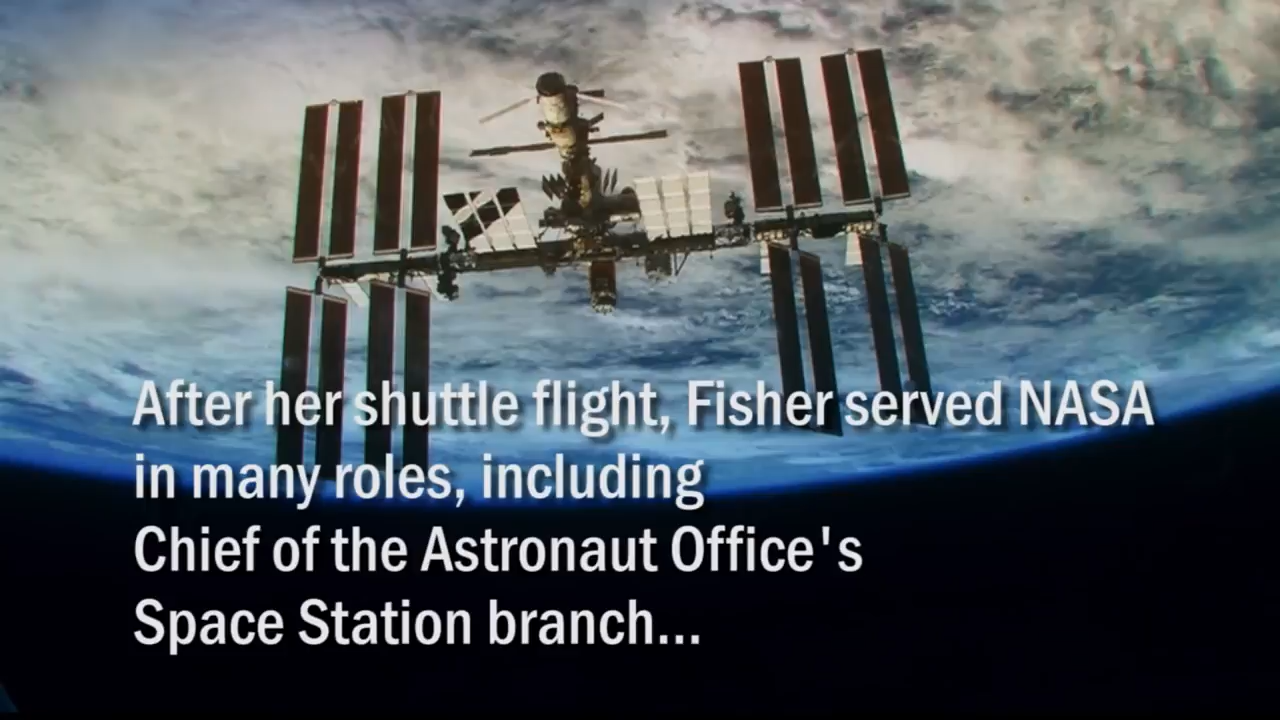 After her shuttle flight, Fisher served NASA
in many roles, including
Chief of the Astronaut Office's
Space Station branch...